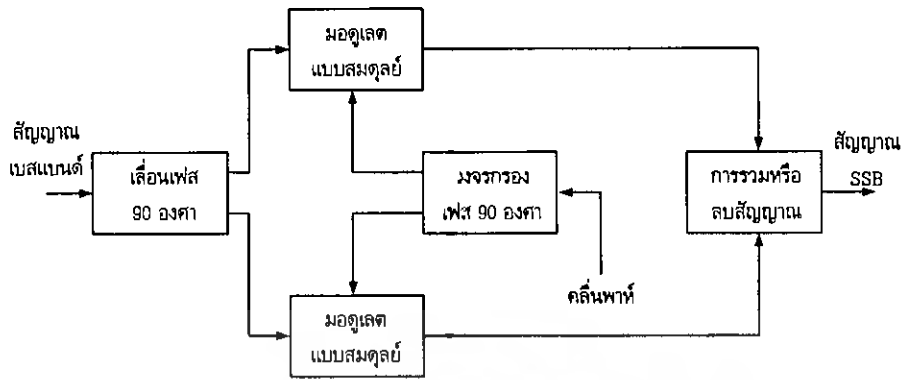 มอดูเลต
แบบสมดุลย์
สัญญาณ
เบสแบนด์
เลื่อนเฟส
90 องศา
มจรกรอง
เฟส 90 องศา
การรวมหรือ
ลบสัญญาณ
สัญญาณ
SSB
คลื่นพาห์
มอดูเลต
แบบสมดุลย์